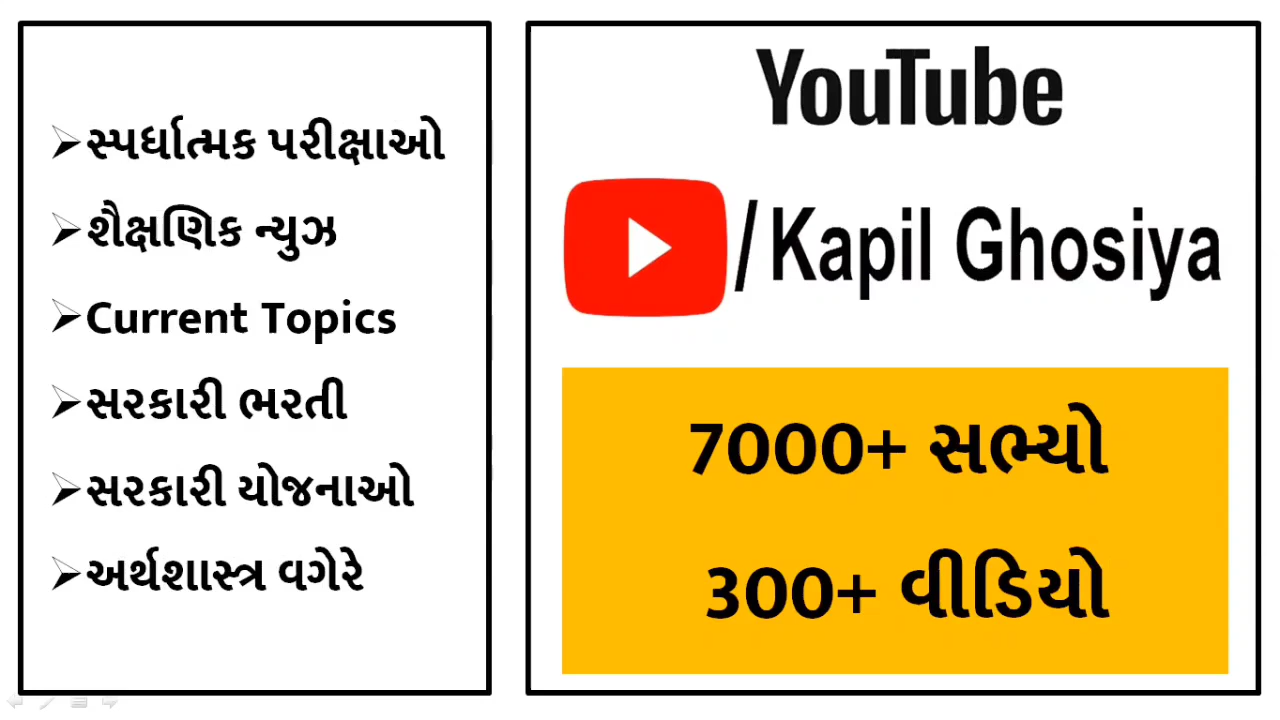 સ્પર્ધાત્મક પરીક્ષાઓ
શૈક્ષણિક ન્યુઝ
Current Topics
સરકારી ભરતી
સરકારી યોજનાઓ
અર્થશાસ્ત્ર વગેરે
YouTube
/Kapil Ghosiya
7000+ સભ્યો
300+ વીડિયો